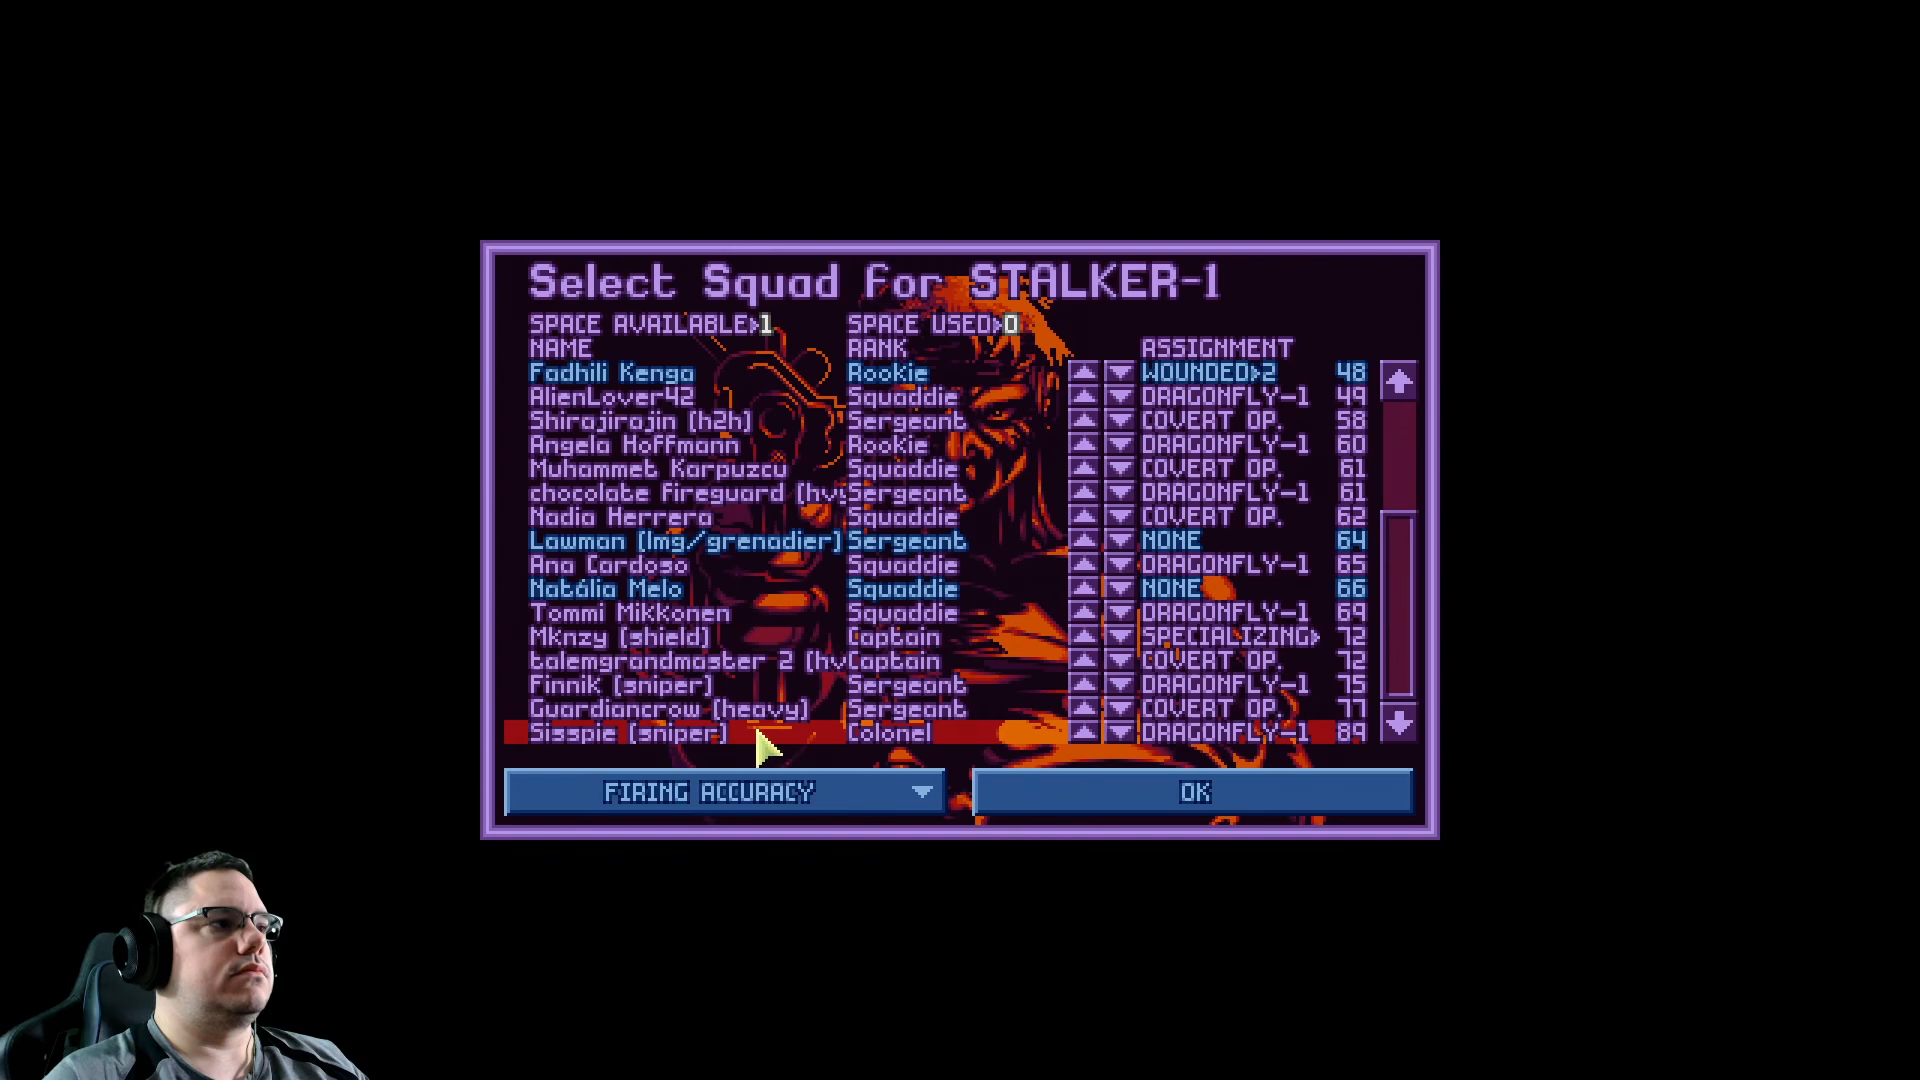 Select Squad for STALKER-1
SPACE AVAILABLE>1 SPACE USED>0
NAME RANK ASSIGNMENT
Fadhili Kenga Rookie WOUNDED>2 48
AlienLover42 Squaddie DRAGONFLY-1 49
Shirajirajin (h2h) Sergeant COVERT OP. 58
Angela Hoffmann Rookie DRAGONFLY-1 60
Muhammet Karpuzcu Squaddie COVERT OP. 61
chocolate fireguard (hvy Sergeant DRAGONFLY-1 61
Nadia Herrera Squaddie COVERT OP. 62
Lawman (lmg/grenadier) Sergeant NONE 64
Ana Cardoso Squaddie DRAGONFLY-1 65
Natália Melo Squaddie NONE 66
Tommi Mikkonen Squaddie DRAGONFLY-1 69
Mknzy (shield) Captain SPECIALIZING> 72
talemgrandmaster 2 (hv Captain COVERT OP. 72
Finnik (sniper) Sergeant DRAGONFLY-1 75
Guardiancrow (heavy) Sergeant COVERT OP. 77
Sisspie (sniper) Colonel DRAGONFLY-1 89
FIRING ACCURACY OK